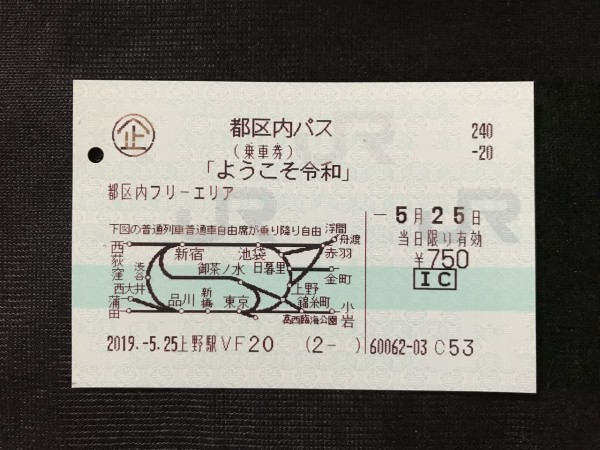 企
都区内パス
（乗車券）
「ようこそ令和」
240
-20
都区内フリーエリア
5月25日
当日限り有効
¥750
IC
下図の普通列車普通車自由席が乗り降り自由
浮間舟渡
西荻窪
渋谷
新宿
池袋
赤羽
御茶ノ水
日暮里
金町
西大井
上野
蒲田
品川
新橋
東京
錦糸町
小岩
葛西臨海公園
2019.-5.25上野駅VF20 (2- ) 60062-03 C53
JR